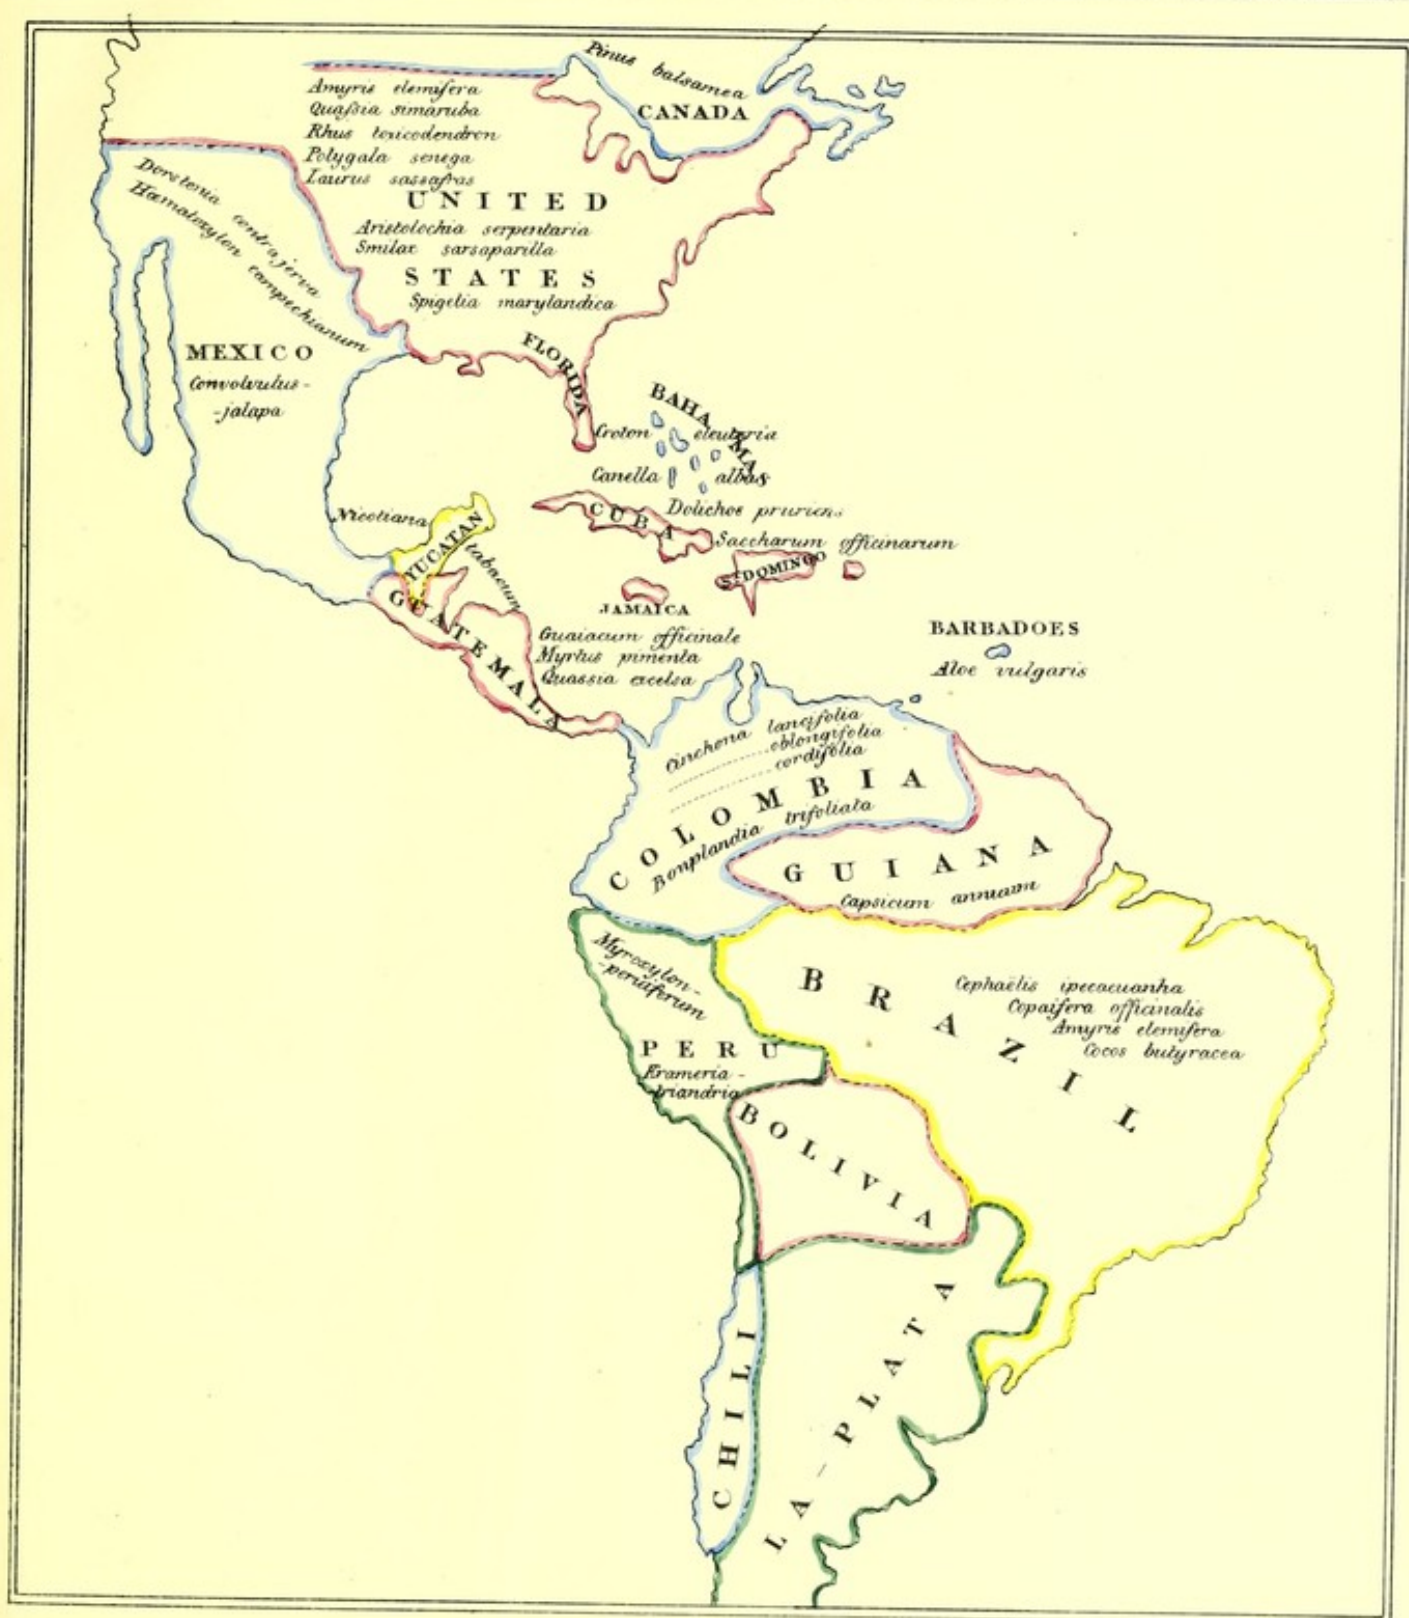 Pinus balsamea
CANADA
Amyris elemifera
Quaſsia simaruba
Rhus toxicodendron
Polygala senega
Laurus saſsafras
UNITED
Aristolochia serpentaria
Smilax sarsaparilla
STATES
Spigelia marylandica
Dorstenia contrajerva
Hæmatoxylon campechianum
MEXICO
Convolvulus-
-jalapa
FLORIDA
BAHAMAS
Croton eleuteria
Canella albas
Dolichos pruriens
CUBA
Saccharum officinarum
ST DOMINGO
JAMAICA
Nicotiana tabacum
YUCATAN
GUATEMALA
Guaiacum officinale
Myrtus pimenta
Quassia excelsa
BARBADOES
Aloe vulgaris
Cinchona lancifolia
oblongifolia
cordifolia
COLOMBIA
Bonplandia trifoliata
GUIANA
Capsicum annuum
Myroxylon-
-peruiferum
PERU
Krameria-
-triandria
BRAZIL
Cephaëlis ipecacuanha
Copaifera officinalis
Amyris elemifera
Cocos butyracea
BOLIVIA
CHILI
LA-PLATA